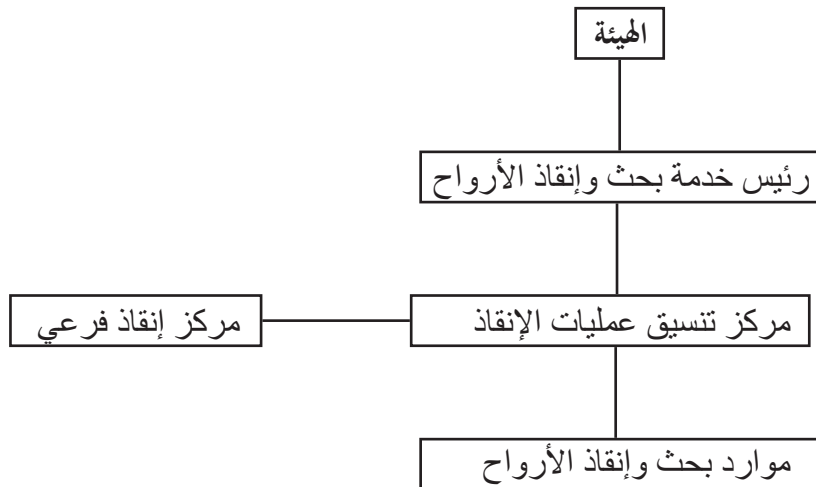 الهيئة
رئيس خدمة بحث وإنقاذ الأرواح
مركز تنسيق عمليات الإنقاذ
مركز إنقاذ فرعي
موارد بحث وإنقاذ الأرواح